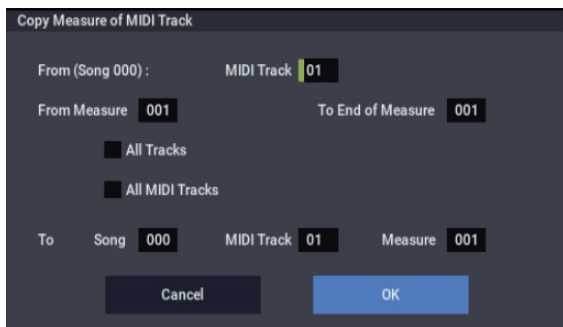 Copy Measure of MIDI Track
From (Song 000) : MIDI Track 01
From Measure 001 To End of Measure 001
All Tracks
All MIDI Tracks
To Song 000 MIDI Track 01 Measure 001
Cancel OK